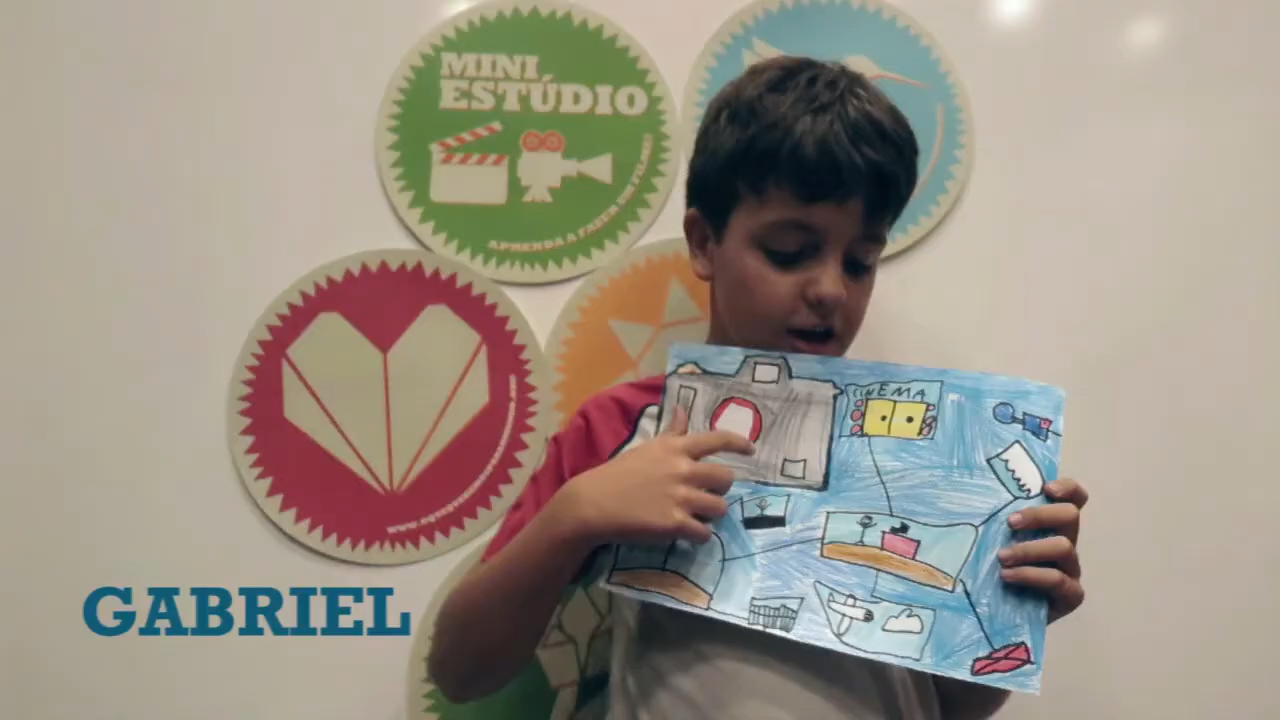 MINI
ESTÚDIO
APRENDA A FAZER UM FILME!
CINEMA
GABRIEL